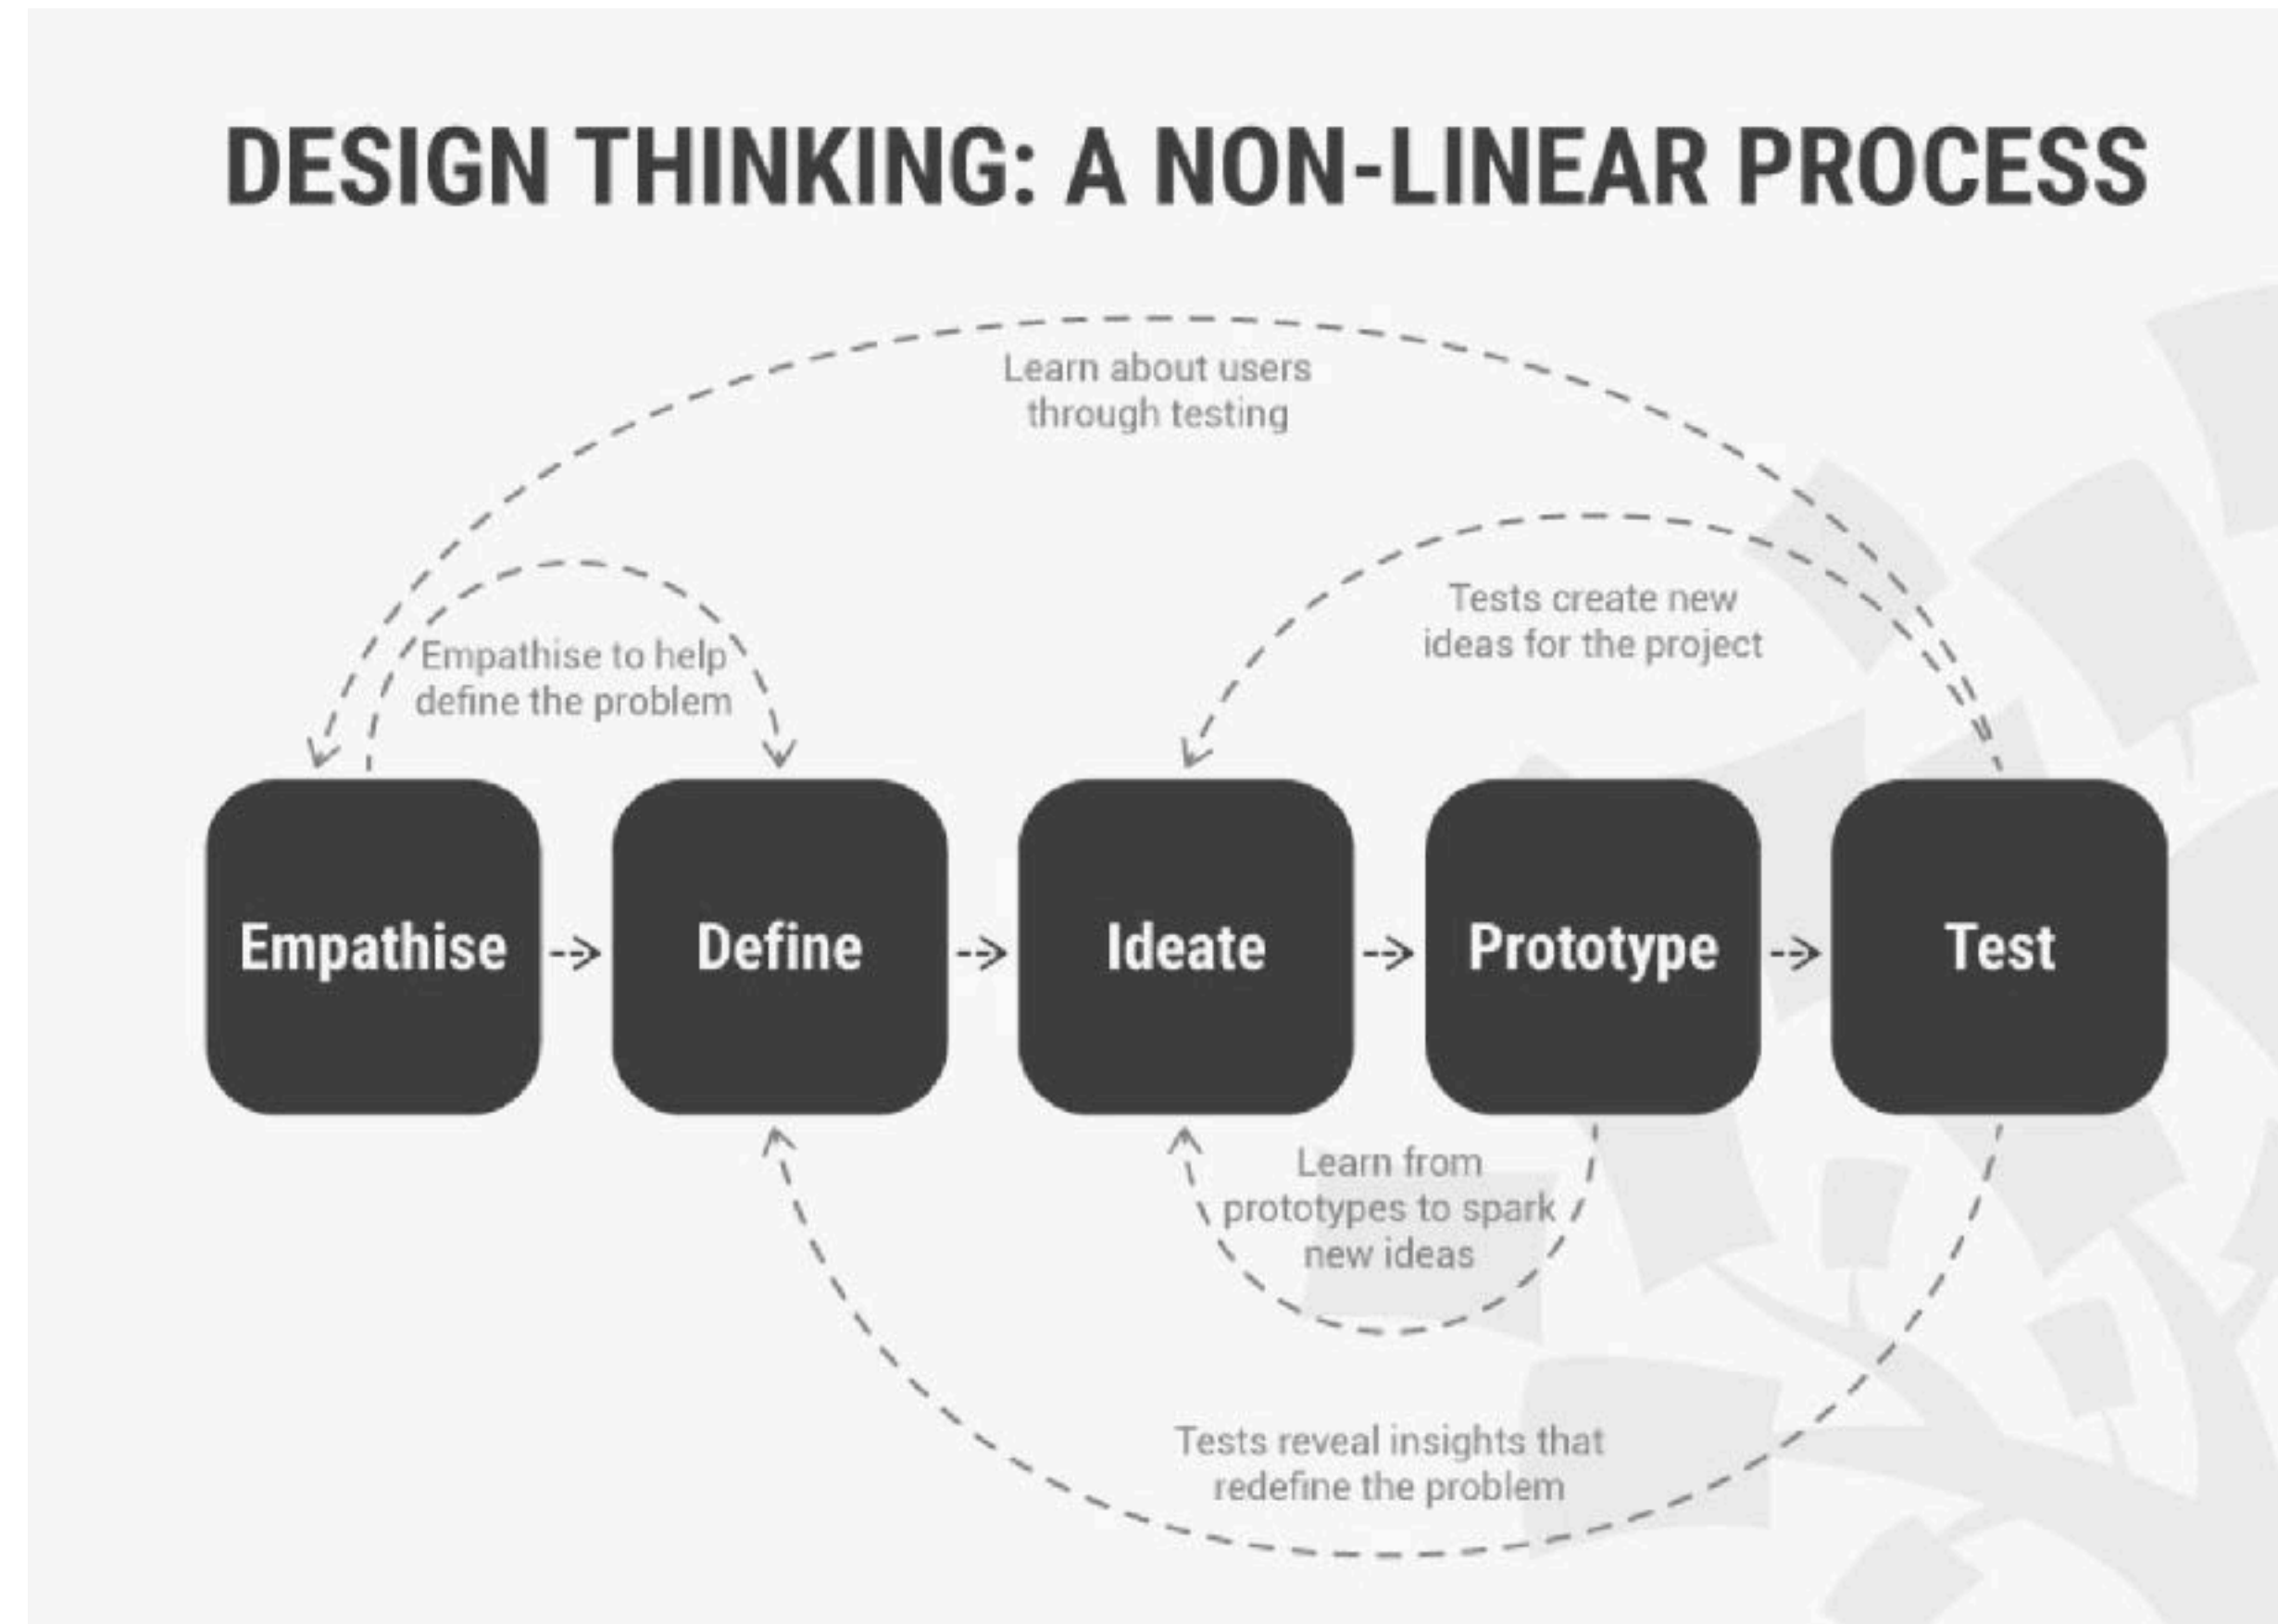 DESIGN THINKING: A NON-LINEAR PROCESS
Learn about users
through testing
Tests create new
ideas for the project
Empathise to help
define the problem
Empathise
Define
Ideate
Prototype
Test
Learn from
prototypes to spark
new ideas
Tests reveal insights that
redefine the problem